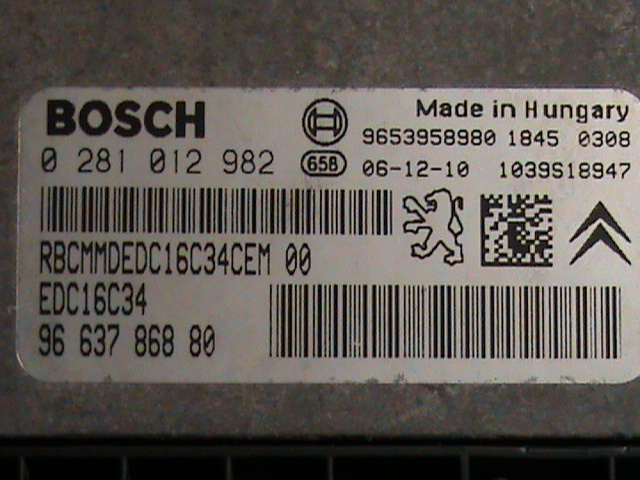 BOSCH
Made in Hungary
9653958980 1845 0308
0 281 012 982
658
06-12-10 1039S18947
RBCMMDEDC16C34CEM 00
EDC16C34
96 637 868 80